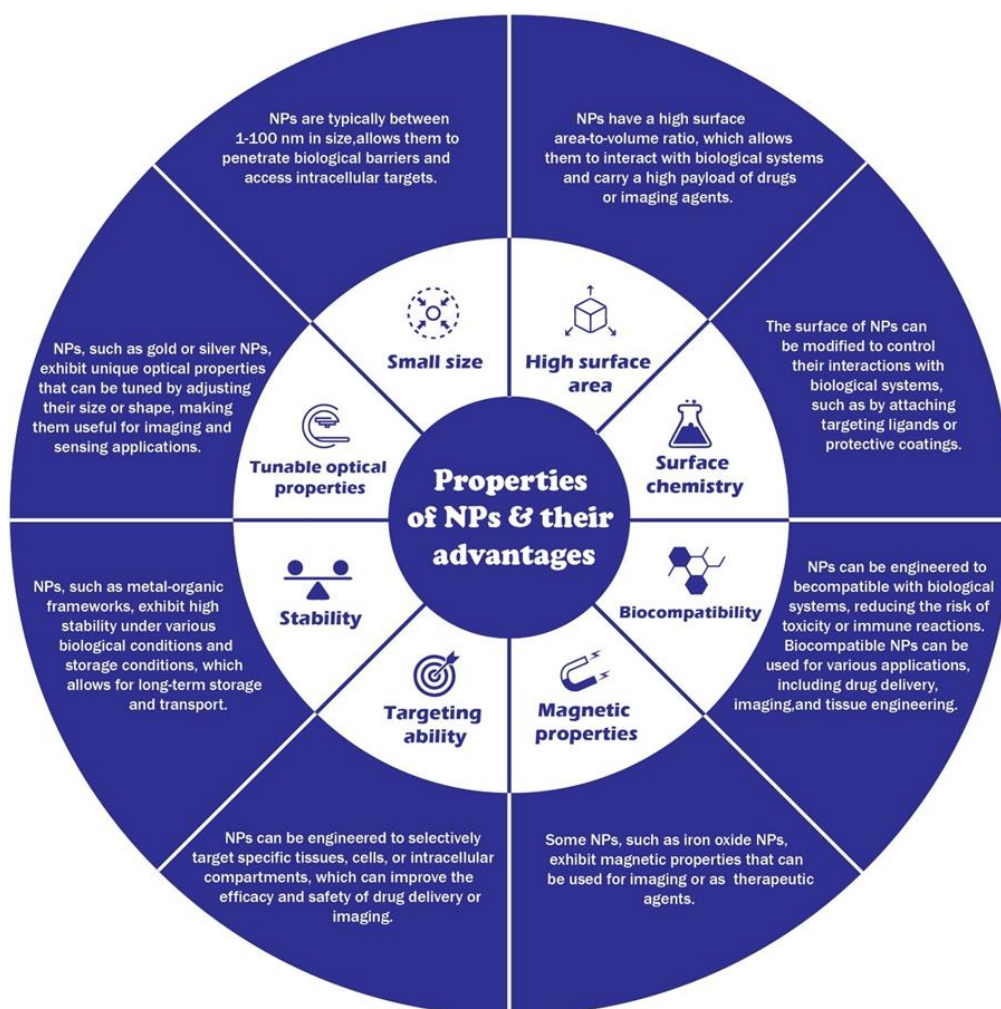 Properties
of NPs & their
advantages
Small size
NPs are typically between
1-100 nm in size,allows them to
penetrate biological barriers and
access intracellular targets.
High surface
area
NPs have a high surface
area-to-volume ratio, which allows
them to interact with biological systems
and carry a high payload of drugs
or imaging agents.
Surface
chemistry
The surface of NPs can
be modified to control
their interactions with
biological systems,
such as by attaching
targeting ligands or
protective coatings.
Biocompatibility
NPs can be engineered to
becompatible with biological
systems, reducing the risk of
toxicity or immune reactions.
Biocompatible NPs can be
used for various applications,
including drug delivery,
imaging,and tissue engineering.
Magnetic
properties
Some NPs, such as iron oxide NPs,
exhibit magnetic properties that can
be used for imaging or as therapeutic
agents.
Targeting
ability
NPs can be engineered to selectively
target specific tissues, cells, or intracellular
compartments, which can improve the
efficacy and safety of drug delivery or
imaging.
Stability
NPs, such as metal-organic
frameworks, exhibit high
stability under various
biological conditions and
storage conditions, which
allows for long-term storage
and transport.
Tunable optical
properties
NPs, such as gold or silver NPs,
exhibit unique optical properties
that can be tuned by adjusting
their size or shape, making
them useful for imaging and
sensing applications.